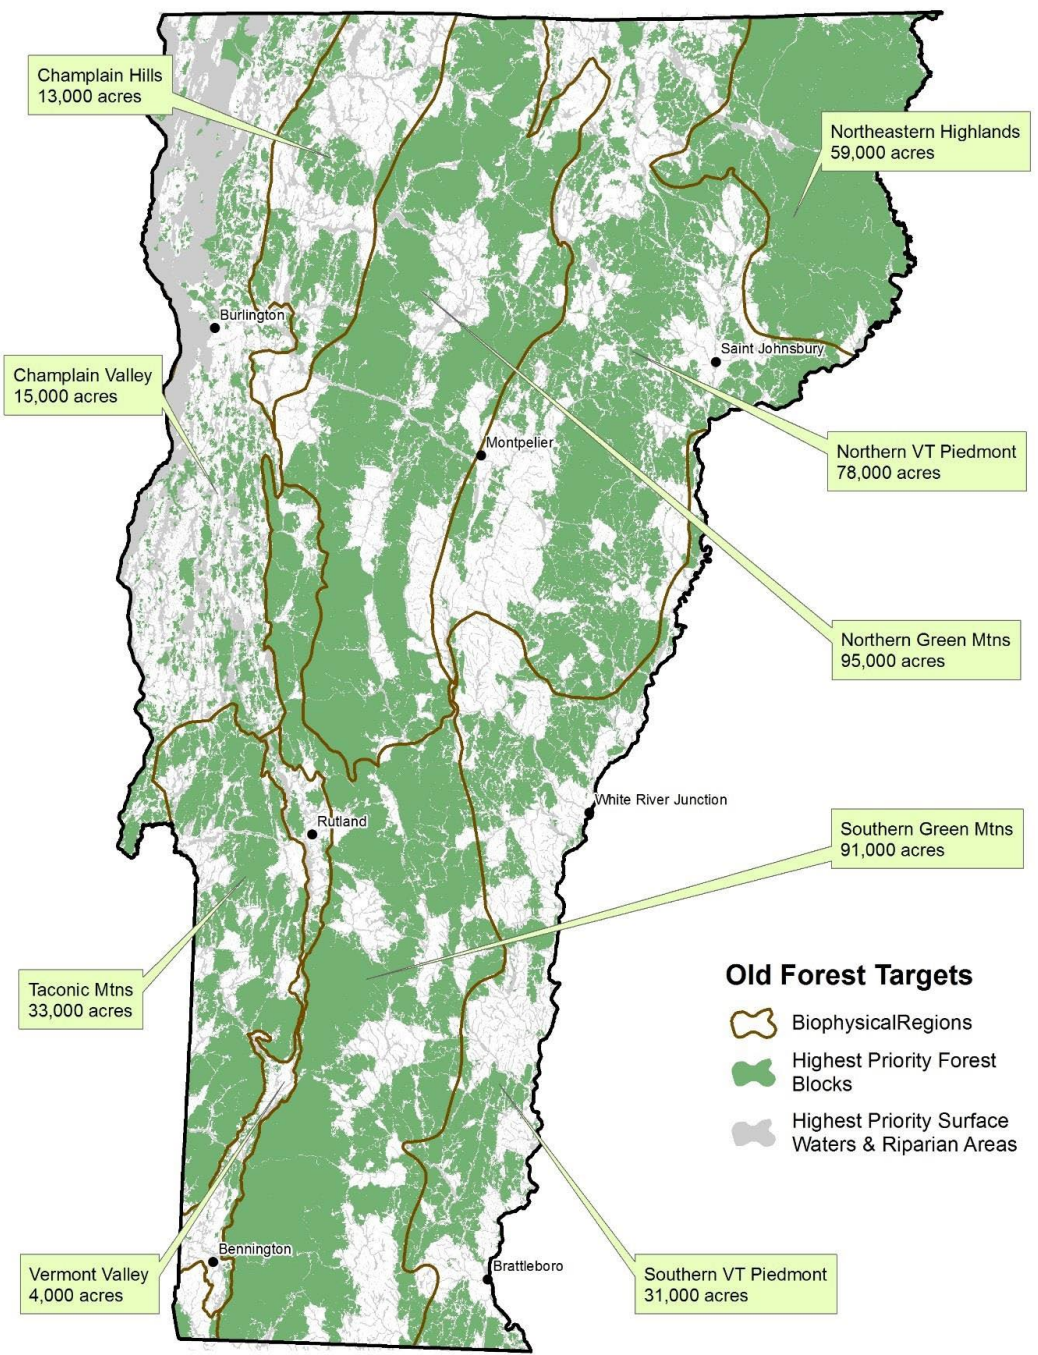 Champlain Hills
13,000 acres
Northeastern Highlands
59,000 acres
Burlington
Saint Johnsbury
Champlain Valley
15,000 acres
Montpelier
Northern VT Piedmont
78,000 acres
Northern Green Mtns
95,000 acres
White River Junction
Rutland
Southern Green Mtns
91,000 acres
Taconic Mtns
33,000 acres
Old Forest Targets
BiophysicalRegions
Highest Priority Forest
Blocks
Highest Priority Surface
Waters & Riparian Areas
Bennington
Brattleboro
Vermont Valley
4,000 acres
Southern VT Piedmont
31,000 acres